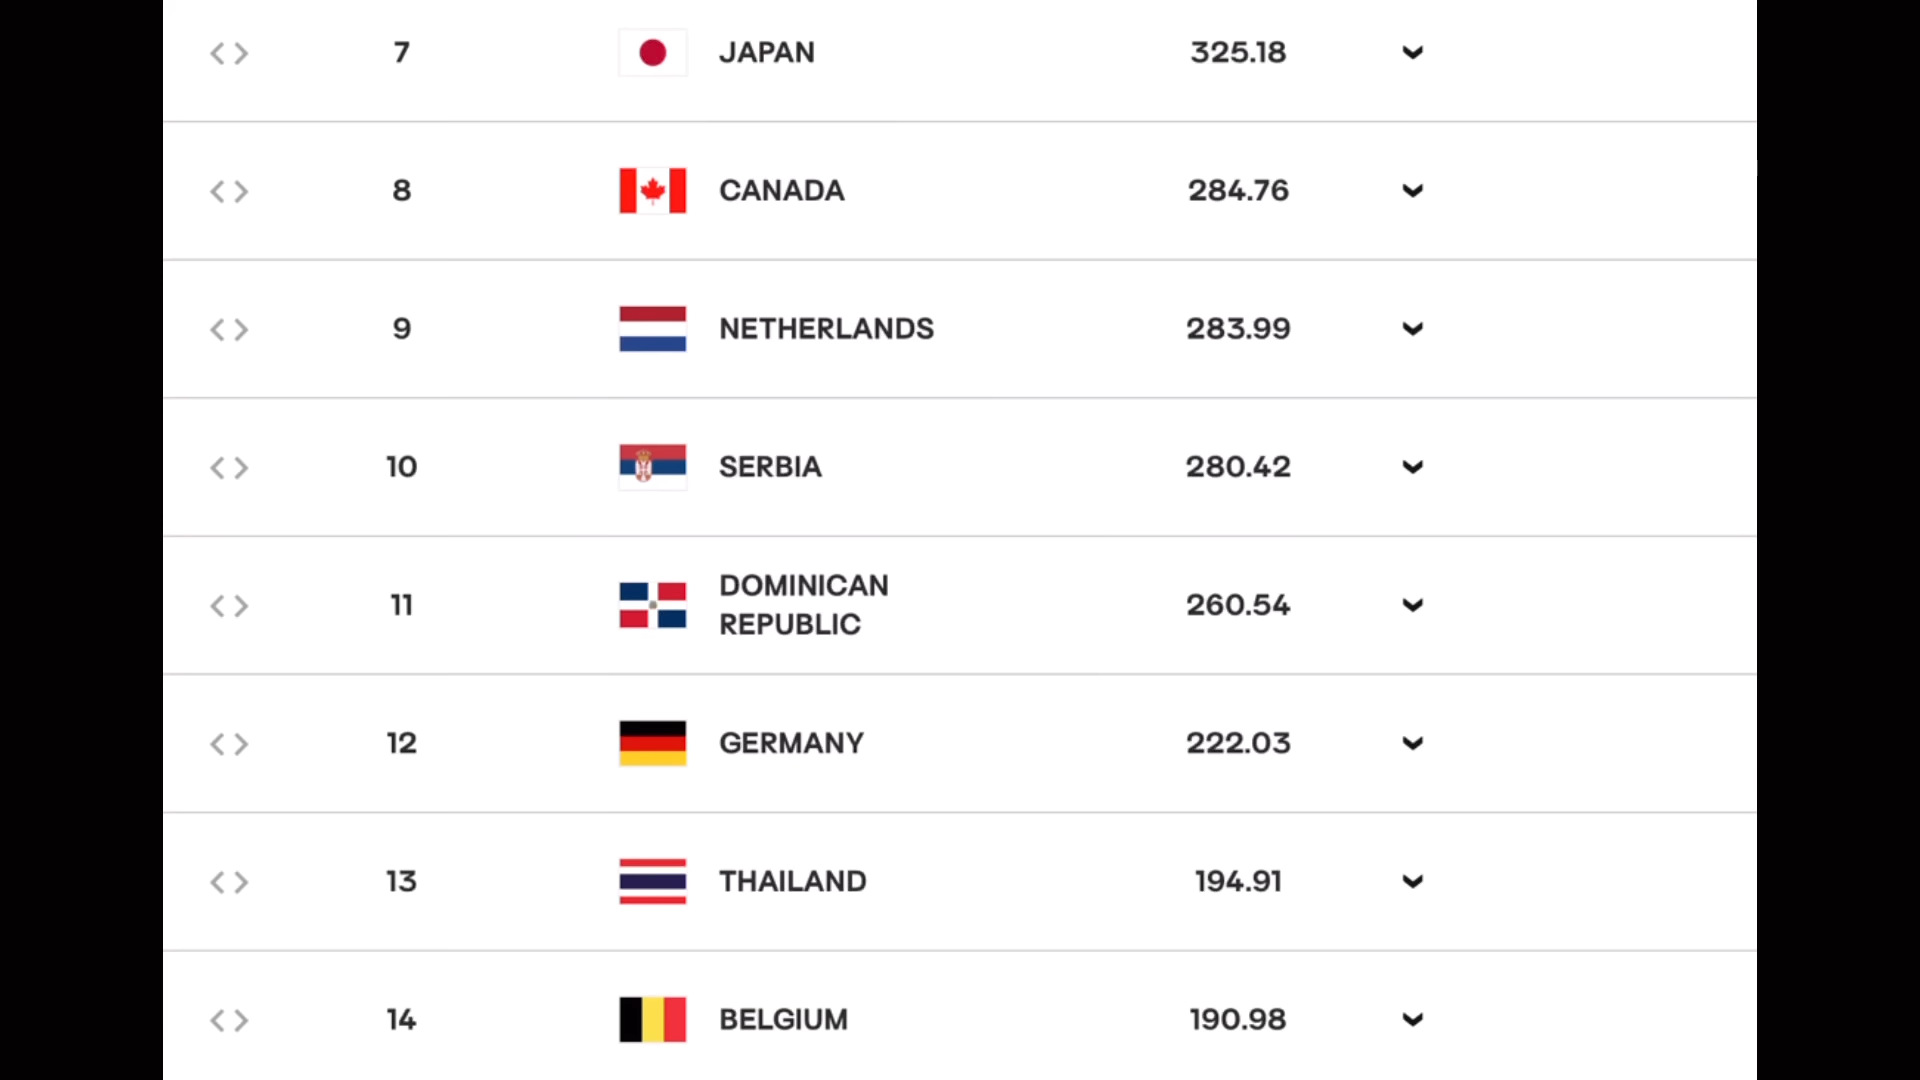 7 JAPAN 325.18
8 CANADA 284.76
9 NETHERLANDS 283.99
10 SERBIA 280.42
11 DOMINICAN REPUBLIC 260.54
12 GERMANY 222.03
13 THAILAND 194.91
14 BELGIUM 190.98